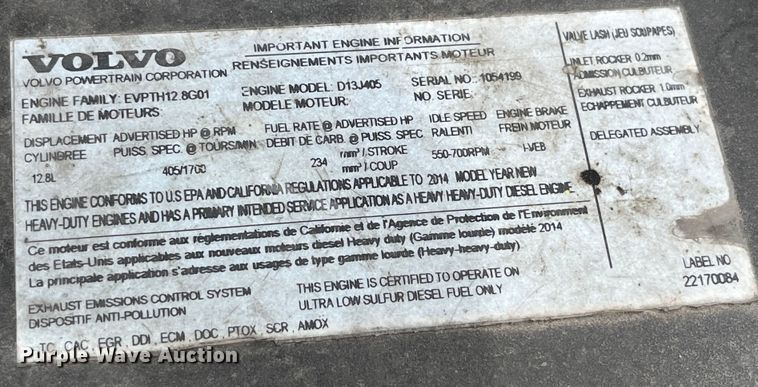 VOLVO
VOLVO POWERTRAIN CORPORATION
IMPORTANT ENGINE INFORMATION
RENSEIGNEMENTS IMPORTANTS MOTEUR
VALVE LASH (JEU SOUPAPES)
ENGINE FAMILY: EVPTH12.8G01
FAMILLE DE MOTEURS:
ENGINE MODEL: D13J405
MODELE MOTEUR:
SERIAL NO.: 1054199
NO. SERIE:
INLET ROCKER 0.2mm
ADMISSION CULBUTEUR
EXHAUST ROCKER 1.0mm
ECHAPPEMENT CULBUTEUR
DISPLACEMENT
CYLINDREE
12.8L
ADVERTISED HP @ RPM
PUISS. SPEC. @ TOURS/MIN.
405/1700
FUEL RATE @ ADVERTISED HP
DEBIT DE CARB. @ PUISS. SPEC
234
mm³/STROKE
mm³/COUP
IDLE SPEED
RALENTI
550-700RPM
ENGINE BRAKE
FREIN MOTEUR
I-VEB
DELEGATED ASSEMBLY
THIS ENGINE CONFORMS TO U.S EPA AND CALIFORNIA REGULATIONS APPLICABLE TO 2014 MODEL YEAR NEW
HEAVY-DUTY ENGINES AND HAS A PRIMARY INTENDED SERVICE APPLICATION AS A HEAVY HEAVY-DUTY DIESEL ENGINE.
Ce moteur est conforme aux réglementations de Californie et de l'Agence de Protection de l'Environment
des Etats-Unis applicables aux nouveaux moteurs diesel Heavy duty (Gamme lourde) modèle 2014
La principale application s'adresse aux usages de type gamme lourde (Heavy-heavy-duty)
EXHAUST EMISSIONS CONTROL SYSTEM
DISPOSITIF ANTI-POLLUTION
THIS ENGINE IS CERTIFIED TO OPERATE ON
ULTRA LOW SULFUR DIESEL FUEL ONLY
LABEL NO
22170084
TC, CAC, EGR, DDI, ECM, DOC, PTOX, SCR, AMOX
Purple Wave Auction